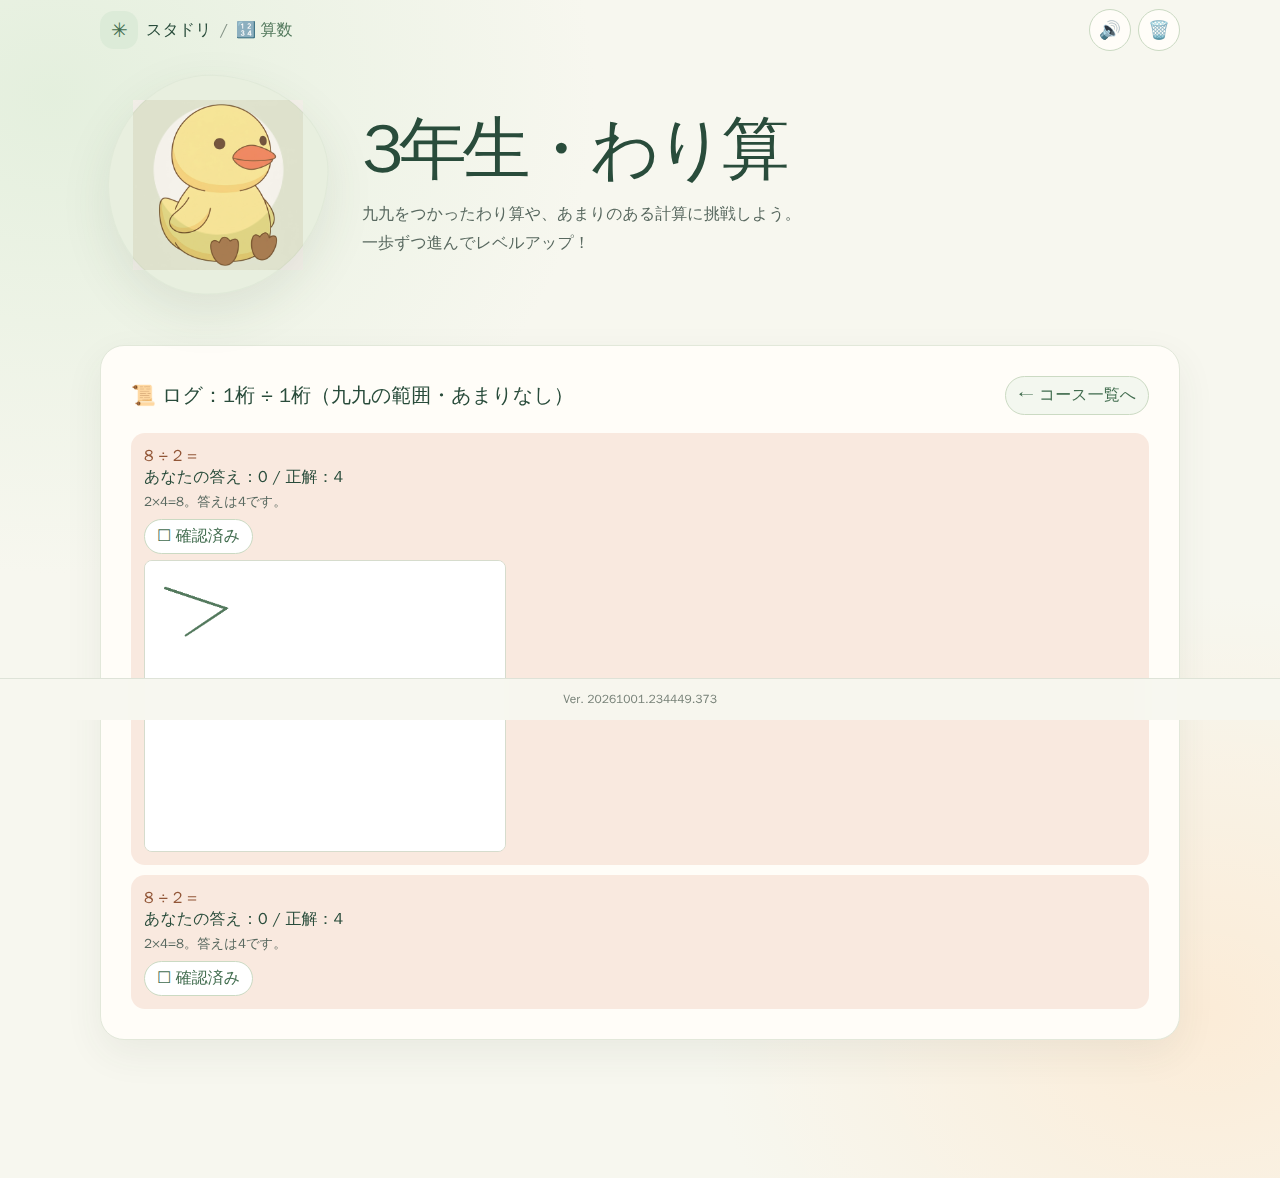 スタドリ / 🔢 算数
3年生・わり算
九九をつかったわり算や、あまりのある計算に挑戦しよう。
一歩ずつ進んでレベルアップ！
📜 ログ：1桁 ÷ 1桁（九九の範囲・あまりなし）
← コース一覧へ
8 ÷ 2 =
あなたの答え：0 / 正解：4
2×4=8。答えは4です。
☐ 確認済み
Ver. 20261001.234449.373
8 ÷ 2 =
あなたの答え：0 / 正解：4
2×4=8。答えは4です。
☐ 確認済み